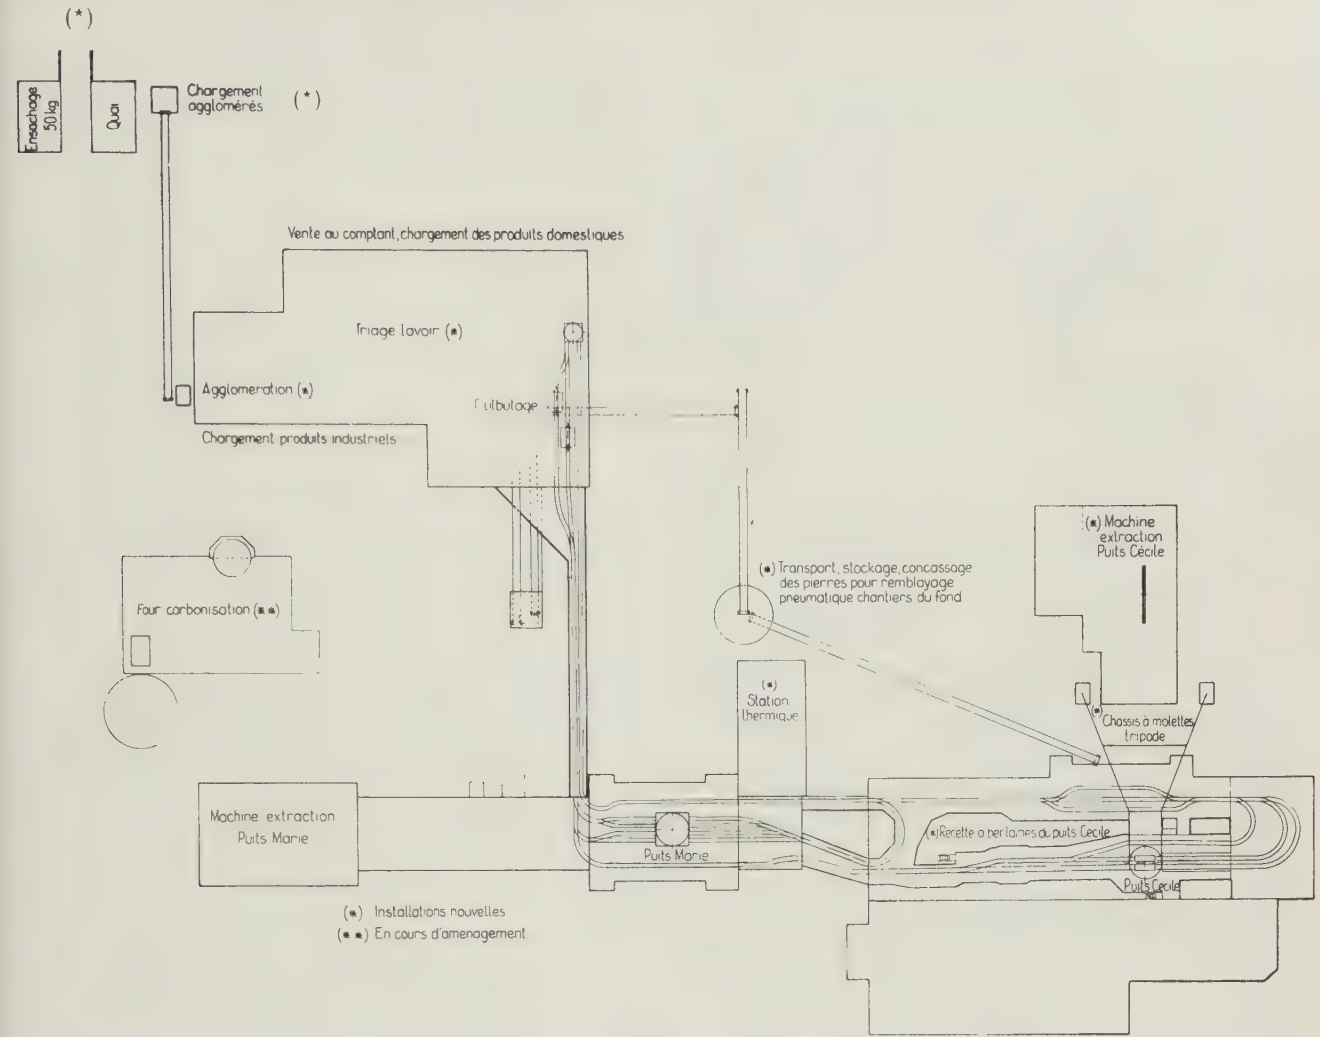 (*)
Ensachage
50 kg
Quai
Chargement
agglomérés (*)
Vente au comptant, chargement des produits domestiques
Triage lavoir (*)
Agglomeration (*)
Culbutage
Chargement produits industriels
(*) Machine
extraction
Puits Cécile
(*) Transport, stockage, concassage
des pierres pour remblayage
pneumatique chantiers du fond
Four carbonisation (**)
(*)
Station
thermique
(*)
Chassis à molettes
tripode
Machine extraction
Puits Marie
Puits Marie
(*) Recette a berlaines du puits Cecile
Puits Cécile
(*) Installations nouvelles
(**) En cours d'amenagement